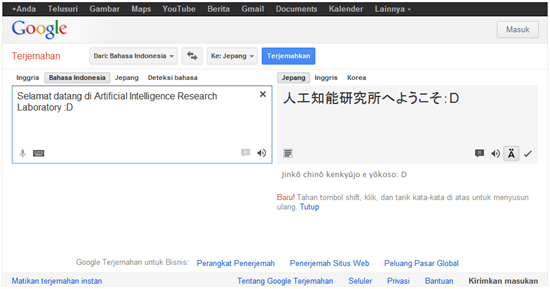 +Anda Telusuri Gambar Maps YouTube Berita Gmail Documents Kalender Lainnya
Google Masuk
Terjemahan Dari: Bahasa Indonesia Ke: Jepang Terjemahkan
Inggris Bahasa Indonesia Jepang Deteksi bahasa Jepang Inggris Korea
Selamat datang di Artificial Intelligence Research
Laboratory :D
人工知能研究所へようこそ:D
Ä
Jinkō chinō kenkyūjo e yōkoso: D
Baru! Tahan tombol shift, klik, dan tarik kata-kata di atas untuk menyusun
ulang. Tutup
Google Terjemahan untuk Bisnis: Perangkat Penerjemah Penerjemah Situs Web Peluang Pasar Global
Matikan terjemahan instan Tentang Google Terjemahan Seluler Privasi Bantuan Kirimkan masukan